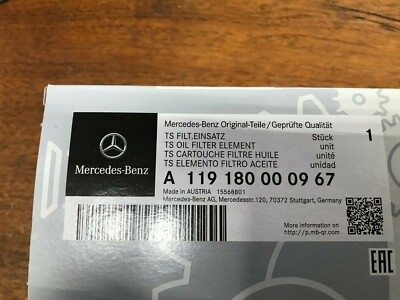 Mercedes-Benz Original-Teile/Geprüfte Qualität
TS FILT.EINSATZ Stück 1
TS OIL FILTER ELEMENT unit
TS CARTOUCHE FILTRE HUILE unité
TS ELEMENTO FILTRO ACEITE unidad
Mercedes-Benz
A 119 180 00 09 67
Made in AUSTRIA 15568801
Mercedes-Benz AG, Mercedesstr.120, 70372 Stuttgart, Germany
More information on
http://p.mb-qr.com
EAC